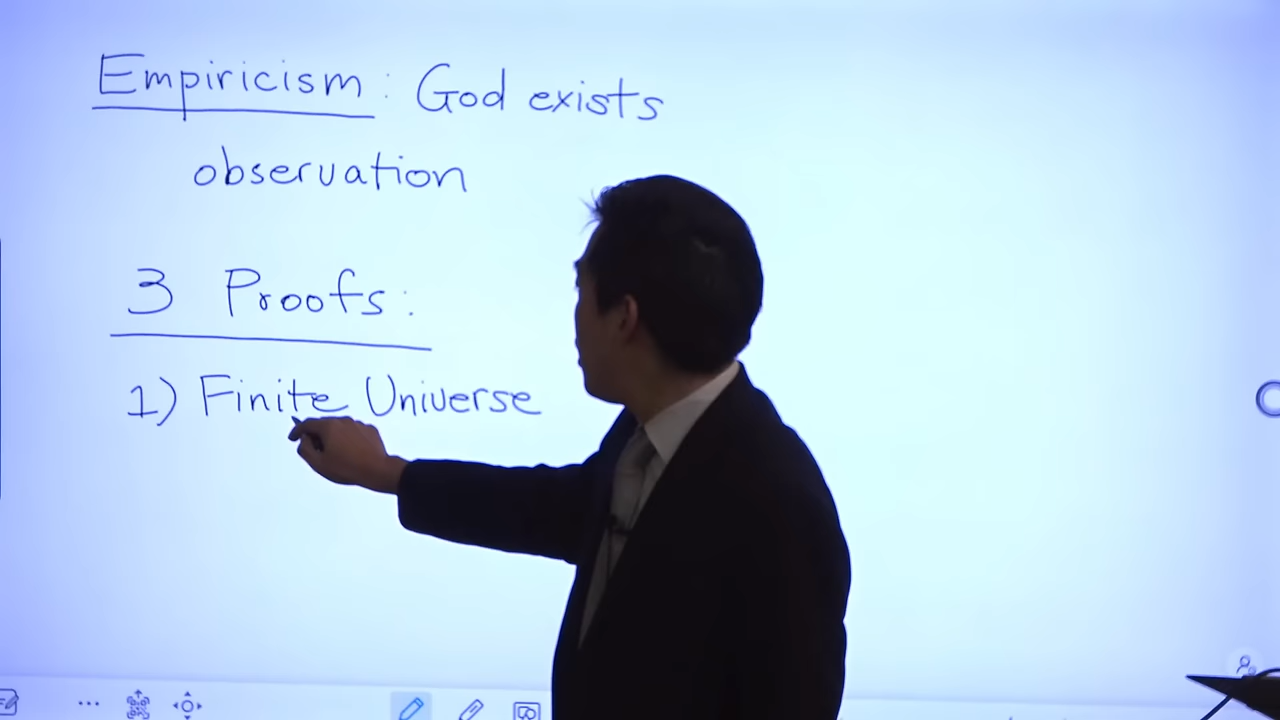 Empiricism: God exists
observation
3 Proofs:
1) Finite Universe